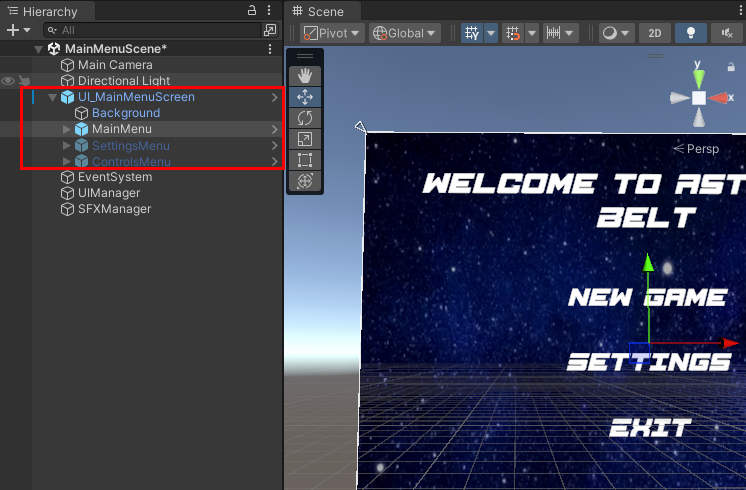 Hierarchy
All
MainMenuScene*
Main Camera
Directional Light
UI_MainMenuScreen
Background
MainMenu
SettingsMenu
ControlsMenu
EventSystem
UIManager
SFXManager
Scene
Pivot Global 2D
y
x
Persp
WELCOME TO AST
BELT
NEW GAME
SETTINGS
EXIT